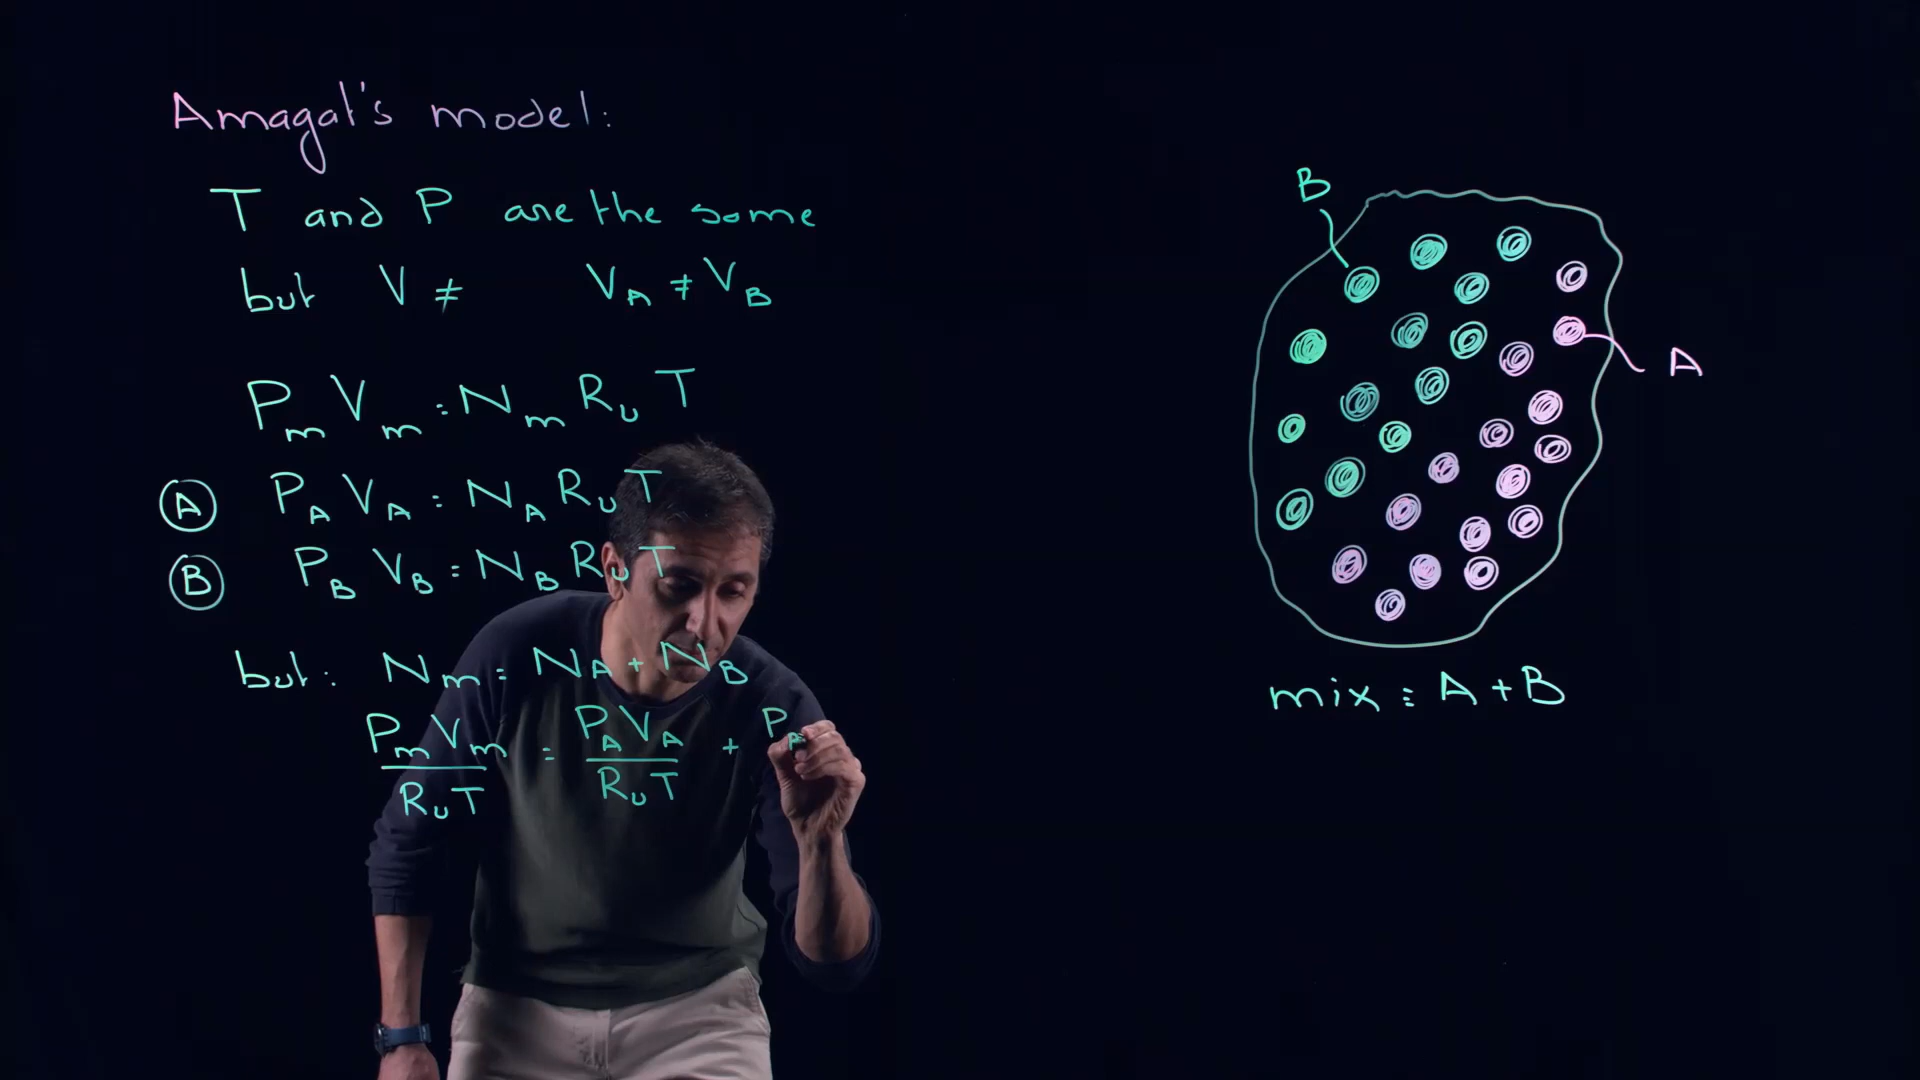 Amagat's model:
T and P are the same
but V ≠ V_A ≠ V_B
P_m V_m = N_m R_u T
A P_A V_A = N_A R_u T
B P_B V_B = N_B R_u T
but: N_m = N_A + N_B
P_m V_m / R_u T = P_A V_A / R_u T + P
B
A
mix = A + B